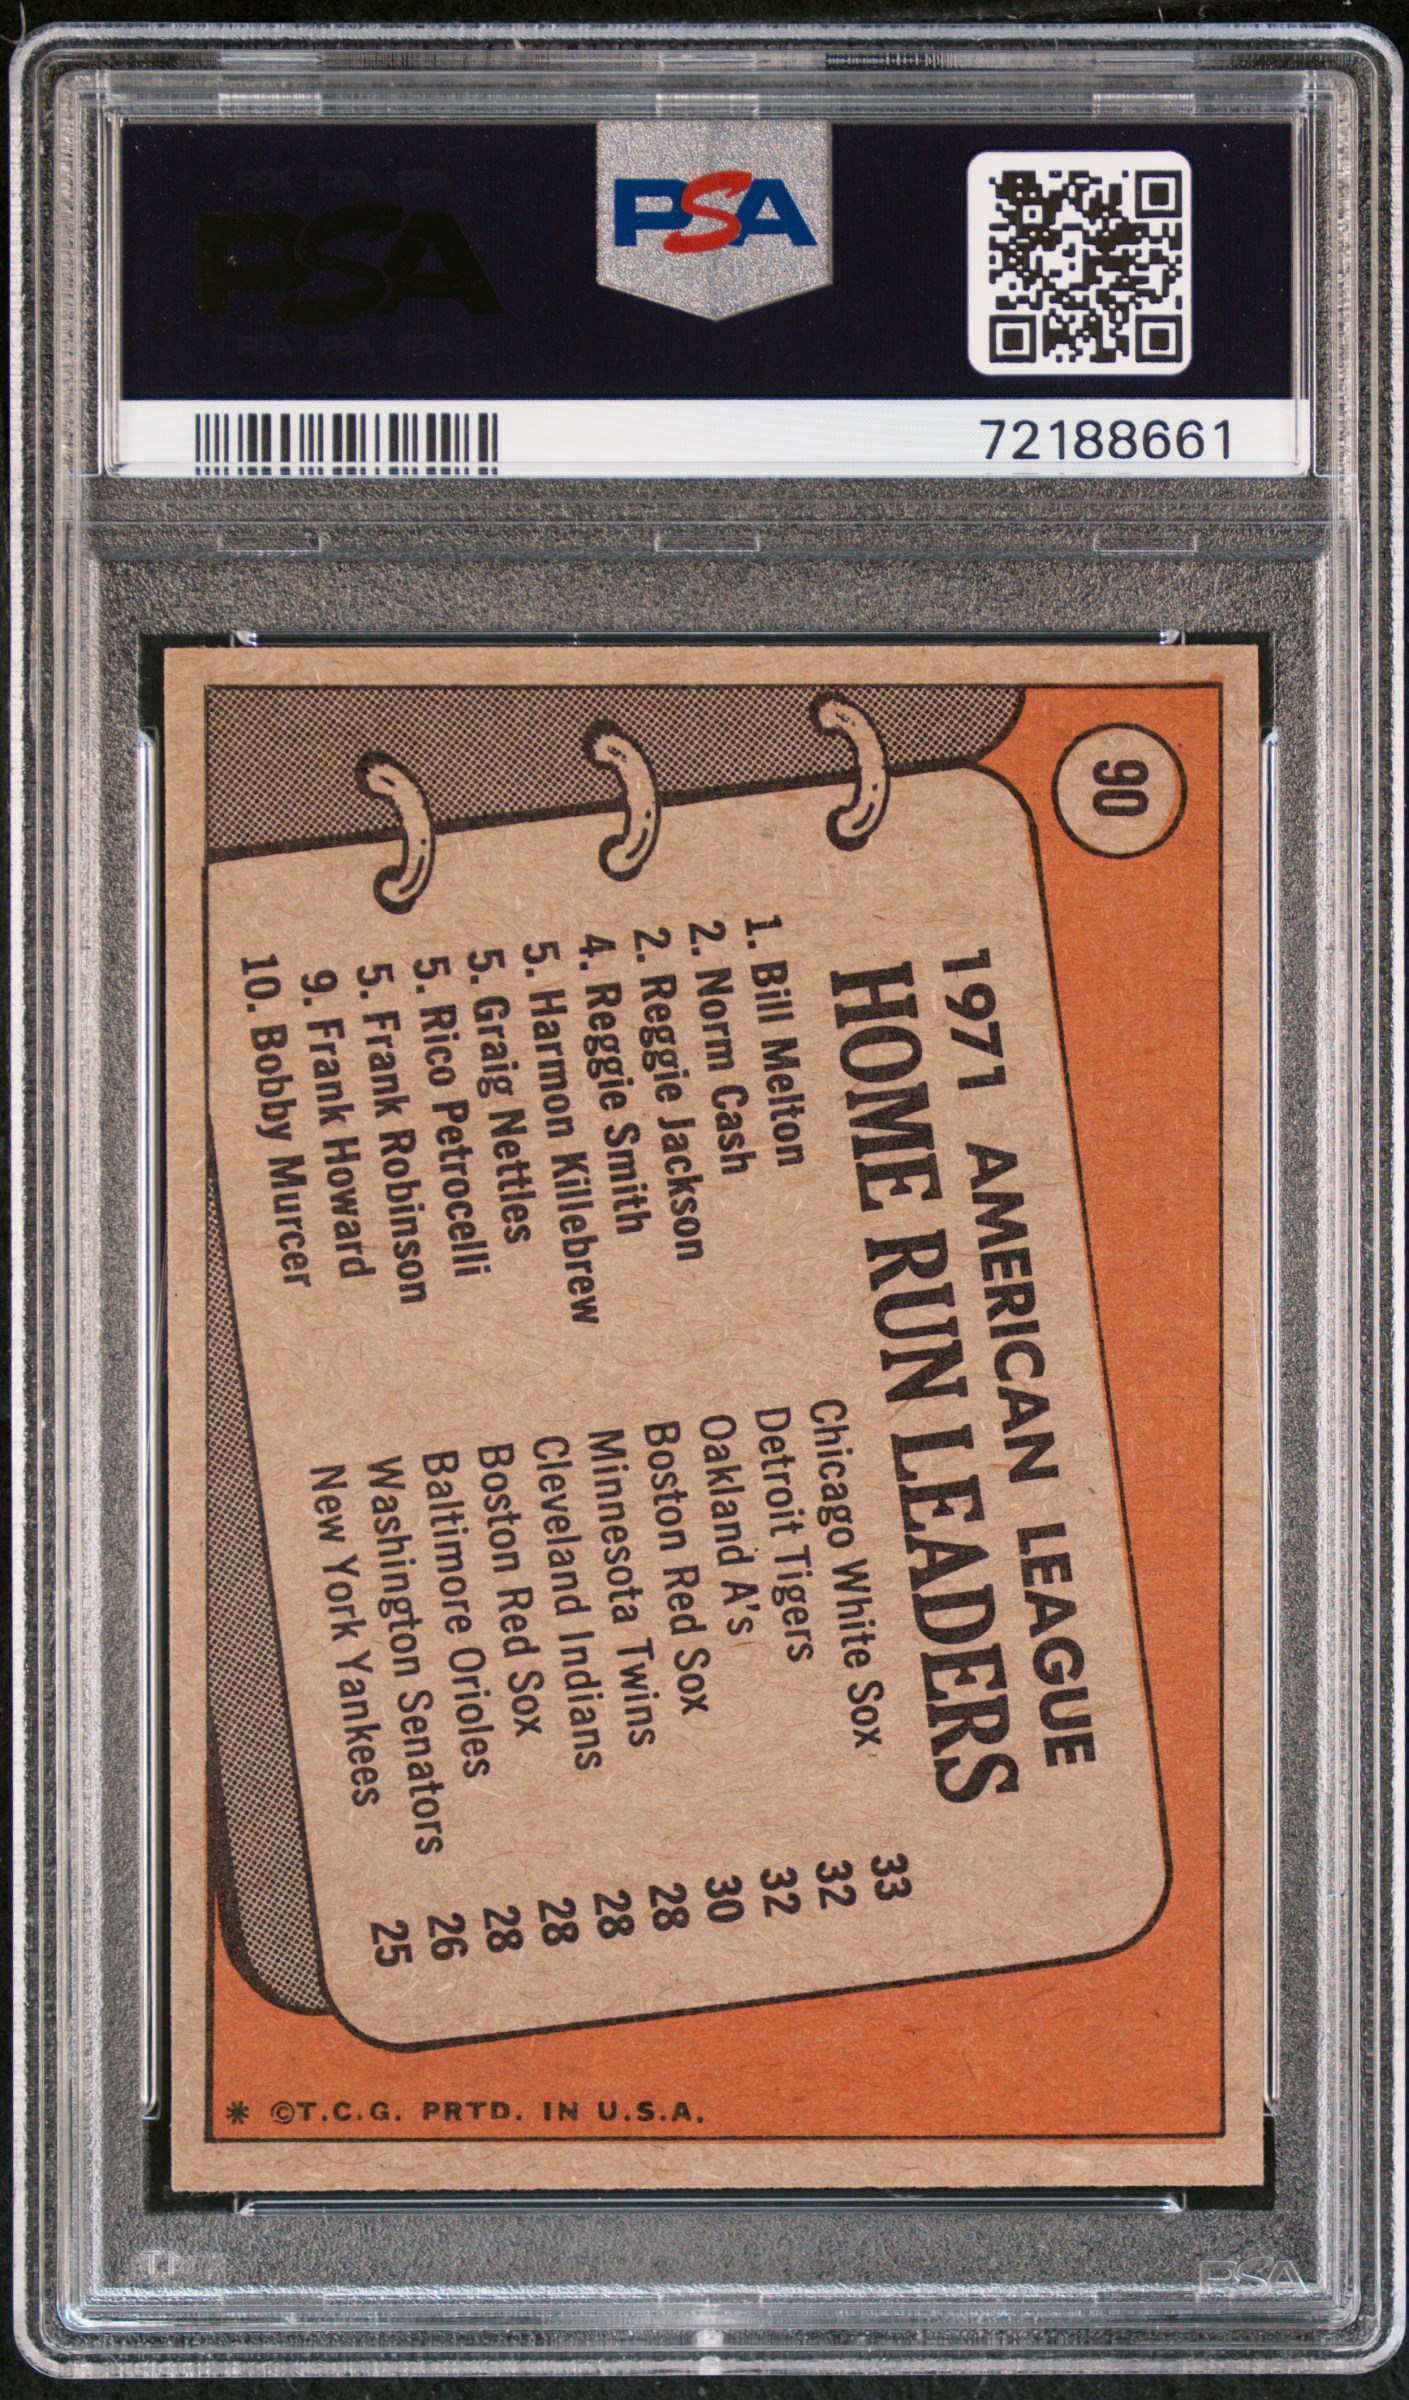 PSA
PSA
72188661
90
1971 AMERICAN LEAGUE
HOME RUN LEADERS
1. Bill Melton Chicago White Sox 33
2. Norm Cash Detroit Tigers 32
2. Reggie Jackson Oakland A's 32
4. Reggie Smith Boston Red Sox 30
5. Harmon Killebrew Minnesota Twins 28
5. Graig Nettles Cleveland Indians 28
5. Rico Petrocelli Boston Red Sox 28
5. Frank Robinson Baltimore Orioles 28
9. Frank Howard Washington Senators 26
10. Bobby Murcer New York Yankees 25
* ©T.C.G. PRTD. IN U.S.A.
PSA